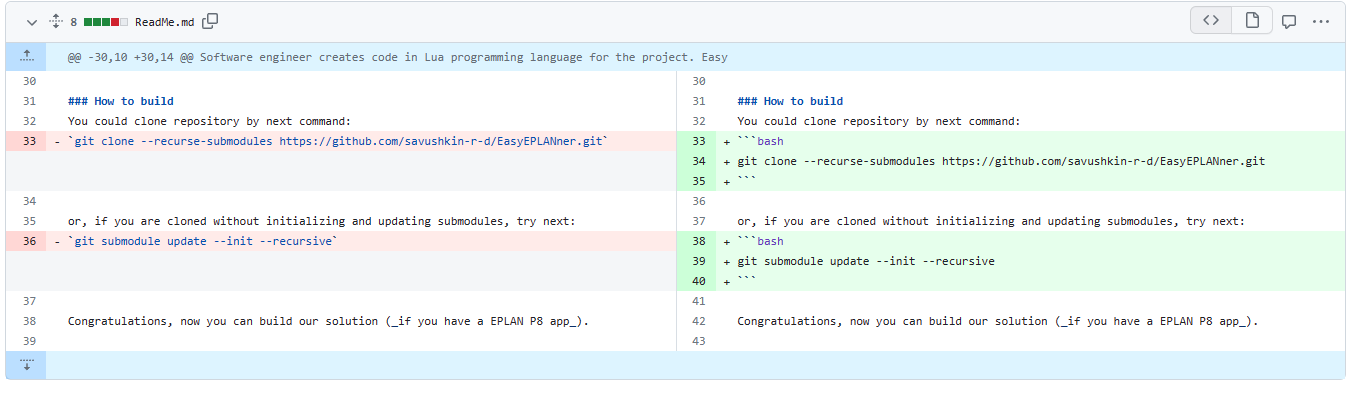 8 ReadMe.md
@@ -30,10 +30,14 @@ Software engineer creates code in Lua programming language for the project. Easy
30
31 ### How to build
32 You could clone repository by next command:
33 - `git clone --recurse-submodules https://github.com/savushkin-r-d/EasyEPLANner.git`
34
35 or, if you are cloned without initializing and updating submodules, try next:
36 - `git submodule update --init --recursive`
37
38 Congratulations, now you can build our solution (_if you have a EPLAN P8 app_).
39
30
31 ### How to build
32 You could clone repository by next command:
33 + ```bash
34 + git clone --recurse-submodules https://github.com/savushkin-r-d/EasyEPLANner.git
35 + ```
36
37 or, if you are cloned without initializing and updating submodules, try next:
38 + ```bash
39 + git submodule update --init --recursive
40 + ```
41
42 Congratulations, now you can build our solution (_if you have a EPLAN P8 app_).
43